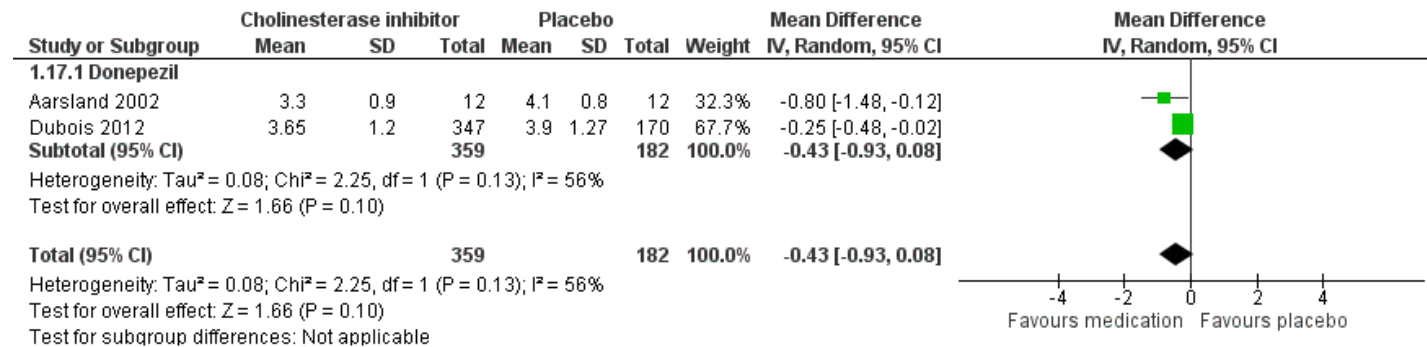 Cholinesterase inhibitor Placebo Mean Difference Mean Difference
Study or Subgroup Mean SD Total Mean SD Total Weight IV, Random, 95% CI IV, Random, 95% CI
1.17.1 Donepezil
Aarsland 2002 3.3 0.9 12 4.1 0.8 12 32.3% -0.80 [-1.48, -0.12]
Dubois 2012 3.65 1.2 347 3.9 1.27 170 67.7% -0.25 [-0.48, -0.02]
Subtotal (95% CI) 359 182 100.0% -0.43 [-0.93, 0.08]
Heterogeneity: Tau² = 0.08; Chi² = 2.25, df = 1 (P = 0.13); I² = 56%
Test for overall effect: Z = 1.66 (P = 0.10)
Total (95% CI) 359 182 100.0% -0.43 [-0.93, 0.08]
Heterogeneity: Tau² = 0.08; Chi² = 2.25, df = 1 (P = 0.13); I² = 56%
Test for overall effect: Z = 1.66 (P = 0.10)
Test for subgroup differences: Not applicable
-4 -2 0 2 4
Favours medication Favours placebo